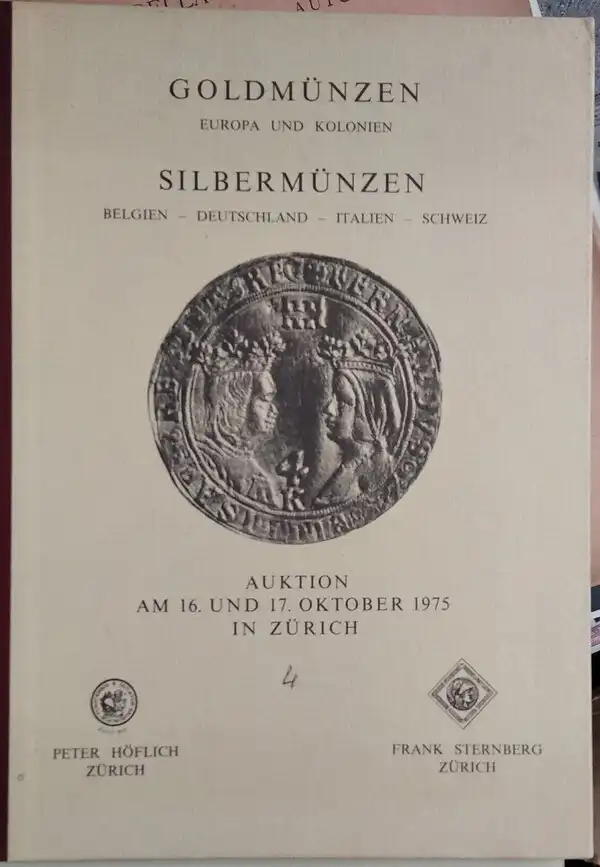 GOLDMÜNZEN
EUROPA UND KOLONIEN
SILBERMÜNZEN
BELGIEN – DEUTSCHLAND – ITALIEN – SCHWEIZ
AUKTION
AM 16. UND 17. OKTOBER 1975
IN ZÜRICH
4
PETER HÖFLICH
ZÜRICH
FRANK STERNBERG
ZÜRICH